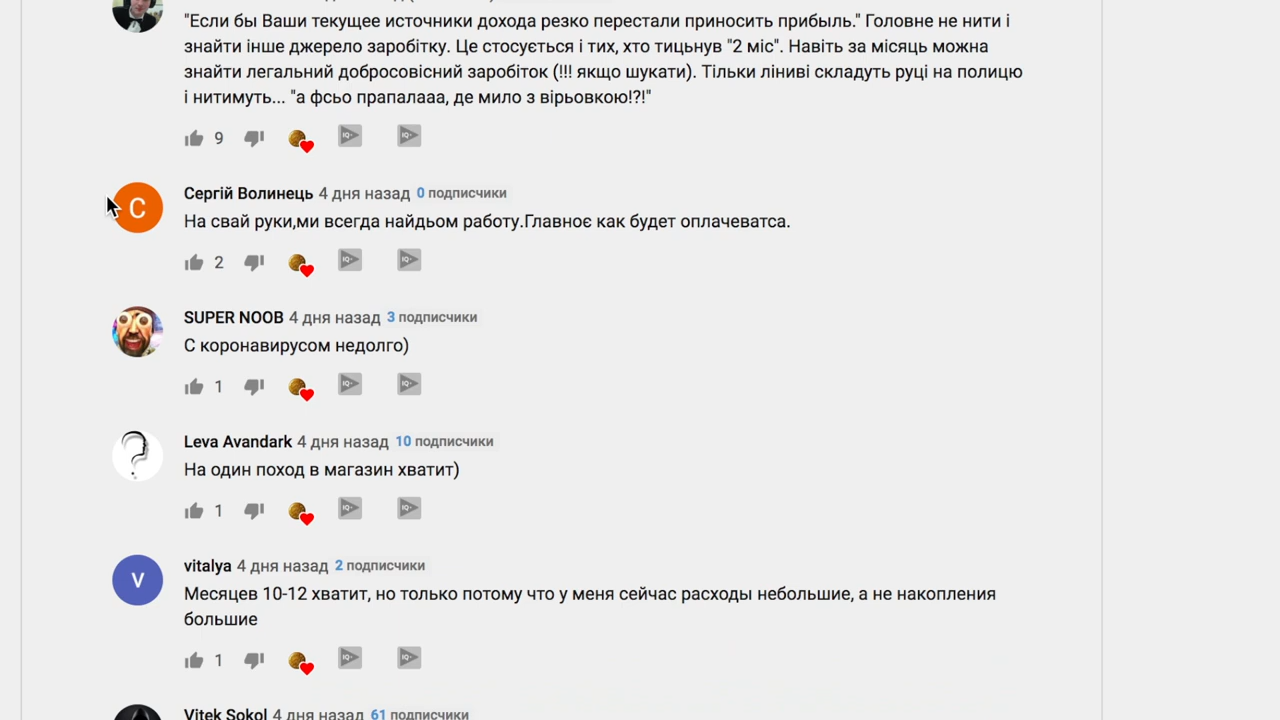 "Если бы Ваши текущее источники дохода резко перестали приносить прибыль." Головне не нити і
знайти інше джерело заробітку. Це стосується і тих, хто тицьнув "2 міс". Навіть за місяць можна
знайти легальний добросовісний заробіток (!!! якщо шукати). Тільки ліниві складуть руці на полицю
і нитимуть... "а фсьо прапалааа, де мило з вірьовкою!?!"
9
Сергій Волинець 4 дня назад 0 подписчики
С
На свай руки,ми всегда найдьом работу.Главноє как будет оплачеватса.
2
SUPER NOOB 4 дня назад 3 подписчики
С коронавирусом недолго)
1
Leva Avandark 4 дня назад 10 подписчики
На один поход в магазин хватит)
1
vitalya 4 дня назад 2 подписчики
V
Месяцев 10-12 хватит, но только потому что у меня сейчас расходы небольшие, а не накопления
большие
1
Vitek Sokol 4 дня назад 61 подписчики